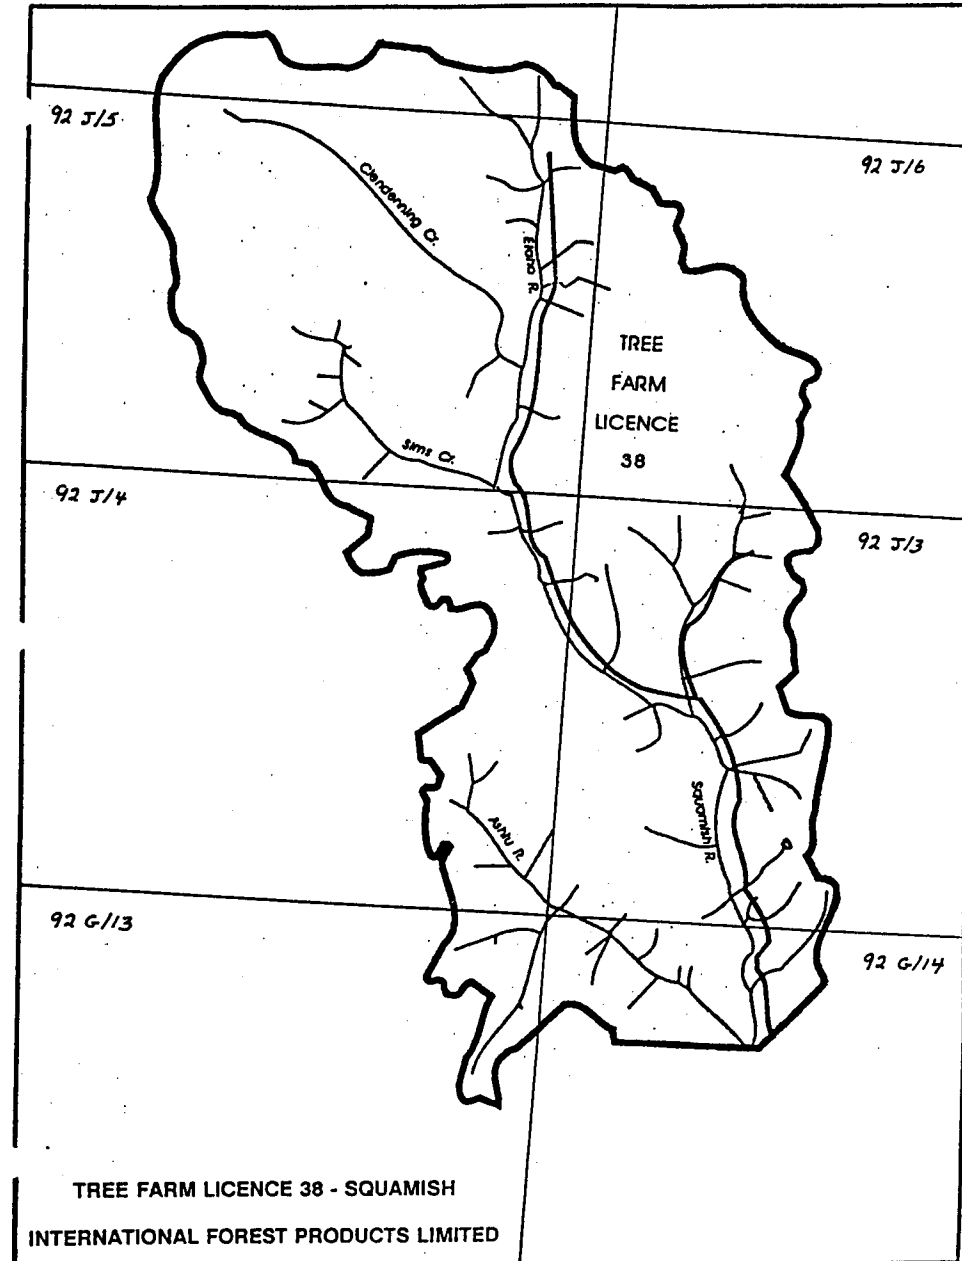 92 J/5
92 J/6
Clendenning Cr.
Elaho R.
TREE
FARM
LICENCE
38
Sims Cr.
92 J/4
92 J/3
Squamish R.
Ashlu R.
92 G/13
92 G/14
TREE FARM LICENCE 38 - SQUAMISH
INTERNATIONAL FOREST PRODUCTS LIMITED